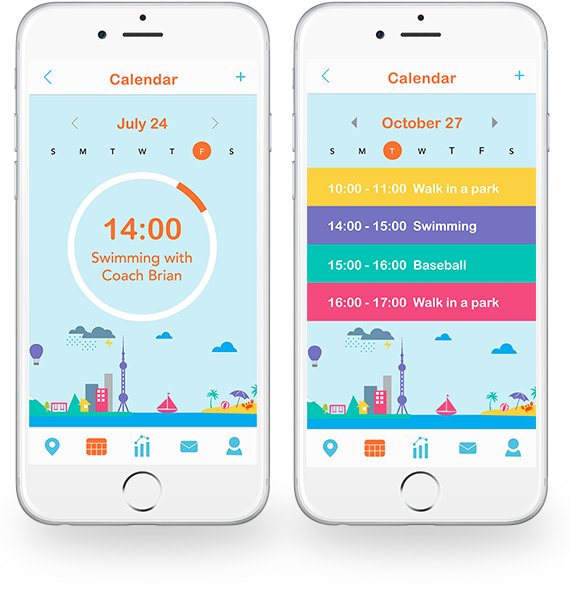 Calendar +
July 24
S M T W T F S
14:00
Swimming with
Coach Brian
Calendar +
October 27
S M T W T F S
10:00 - 11:00 Walk in a park
14:00 - 15:00 Swimming
15:00 - 16:00 Baseball
16:00 - 17:00 Walk in a park